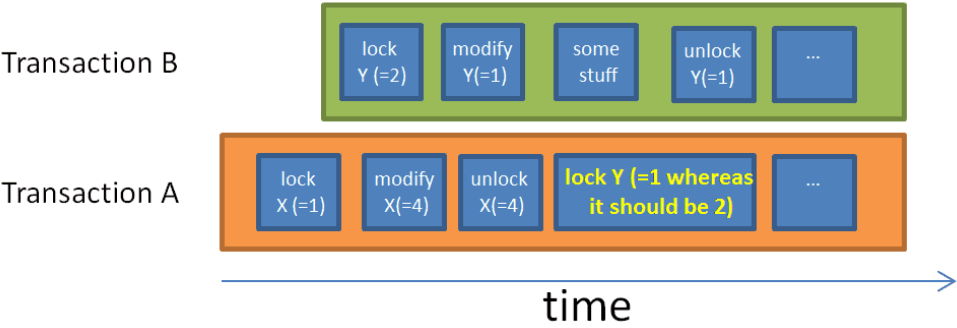 Transaction B
lock
Y (=2)
modify
Y(=1)
some
stuff
unlock
Y(=1)
...
Transaction A
lock
X (=1)
modify
X(=4)
unlock
X(=4)
lock Y (=1 whereas
it should be 2)
...
time